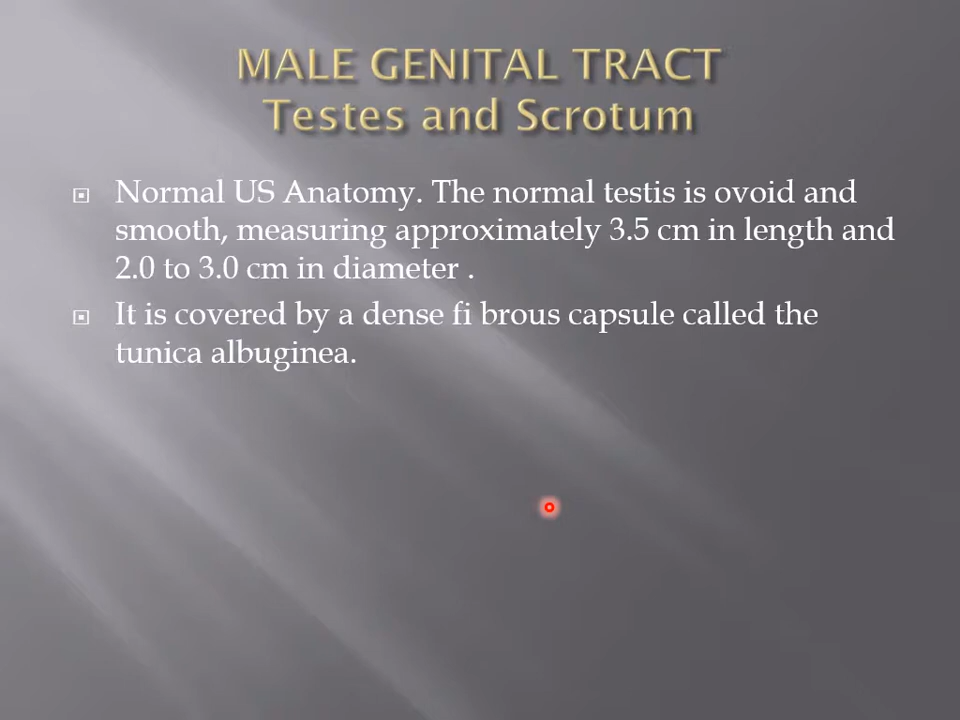 MALE GENITAL TRACT
Testes and Scrotum
Normal US Anatomy. The normal testis is ovoid and
smooth, measuring approximately 3.5 cm in length and
2.0 to 3.0 cm in diameter .
It is covered by a dense fi brous capsule called the
tunica albuginea.